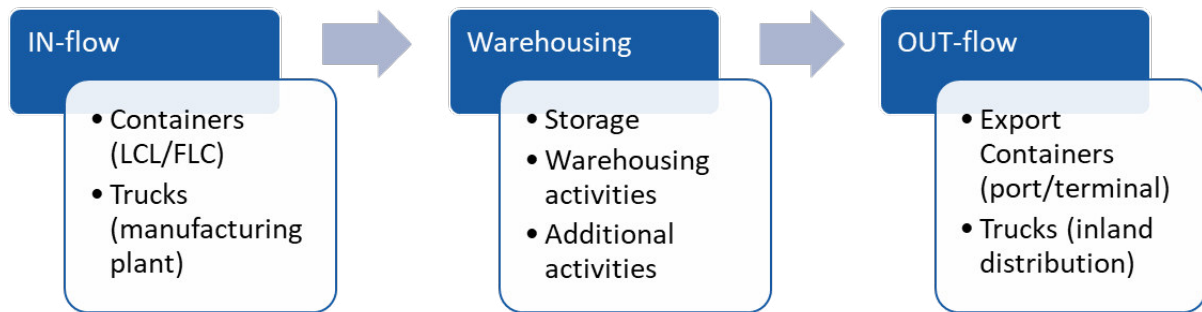 IN-flow
• Containers
(LCL/FLC)
• Trucks
(manufacturing
plant)
Warehousing
• Storage
• Warehousing
activities
• Additional
activities
OUT-flow
• Export
Containers
(port/terminal)
• Trucks (inland
distribution)